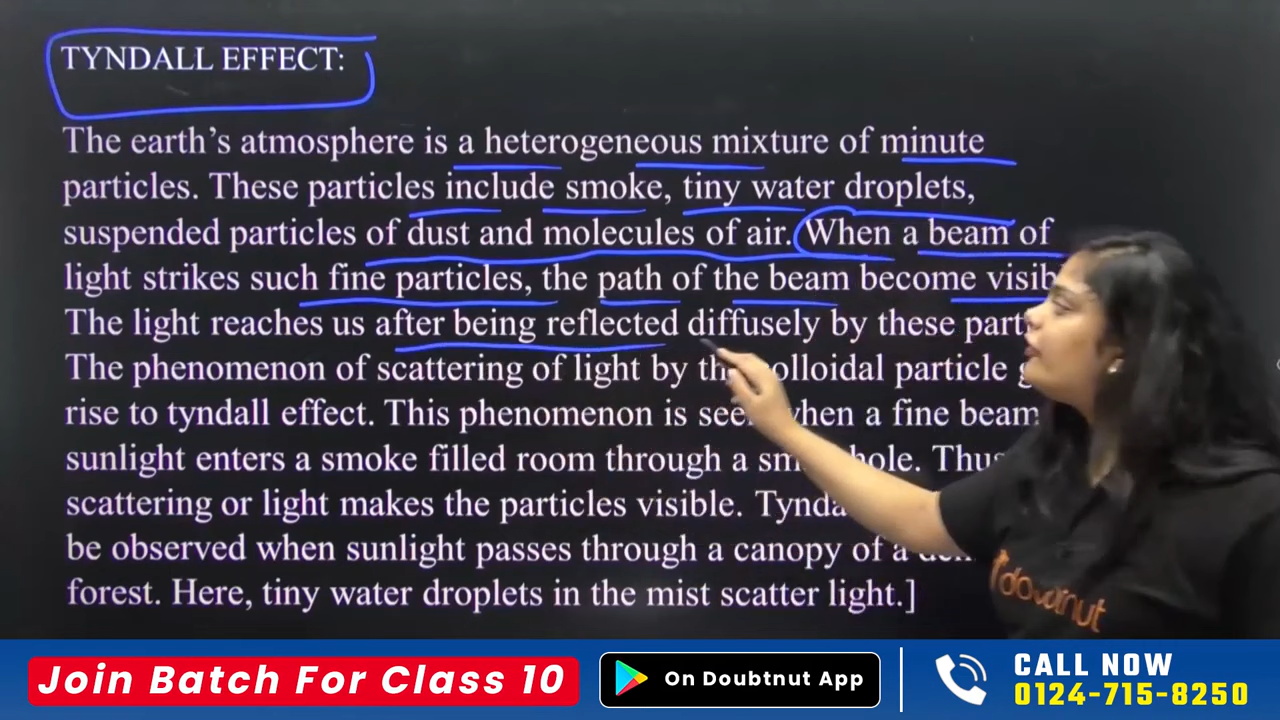 TYNDALL EFFECT:
The earth's atmosphere is a heterogeneous mixture of minute
particles. These particles include smoke, tiny water droplets,
suspended particles of dust and molecules of air. When a beam of
light strikes such fine particles, the path of the beam become
The light reaches us after being reflected diffusely by these
The phenomenon of scattering of light by colloidal particle
rise to tyndall effect. This phenomenon is when a fine beam
sunlight enters a smoke filled room through a hole.
scattering or light makes the particles visible.
be observed when sunlight passes through a canopy of a
forest. Here, tiny water droplets in the mist scatter light.]
doubtnut
Join Batch For Class 10
On Doubtnut App
CALL NOW
0124-715-8250